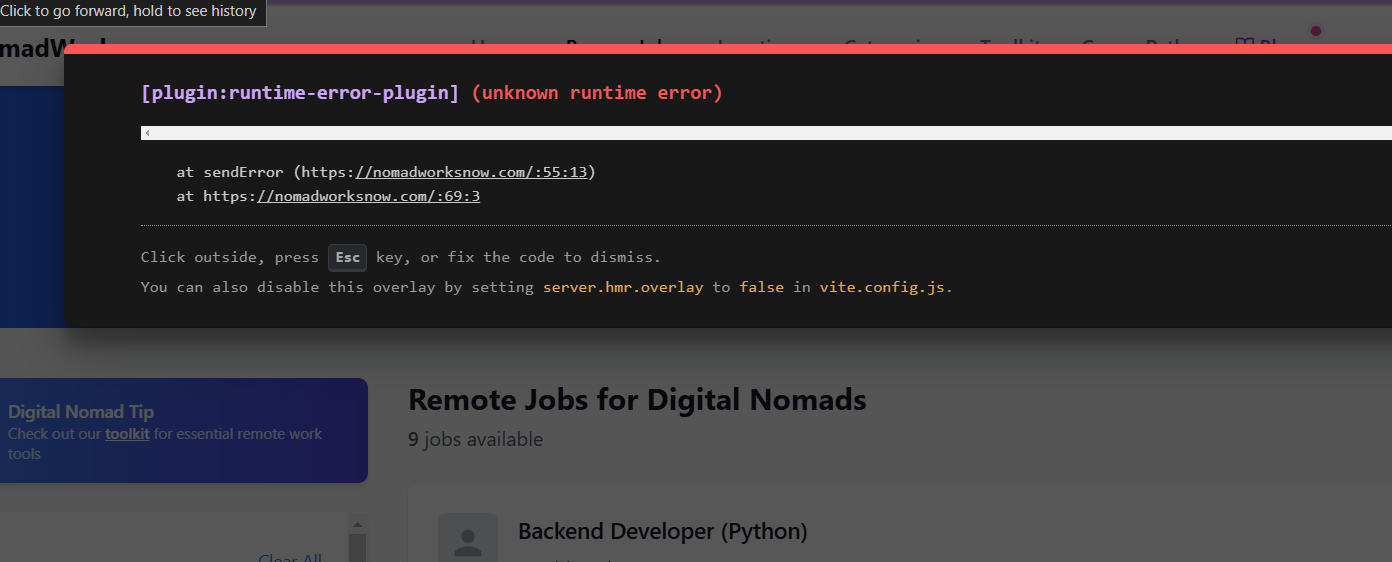 Click to go forward, hold to see history
[plugin:runtime-error-plugin] (unknown runtime error)
at sendError (https://nomadworksnow.com/:55:13)
at https://nomadworksnow.com/:69:3
Click outside, press Esc key, or fix the code to dismiss.
You can also disable this overlay by setting server.hmr.overlay to false in vite.config.js.
Digital Nomad Tip
Check out our toolkit for essential remote work
tools
Remote Jobs for Digital Nomads
9 jobs available
Clear All
Backend Developer (Python)